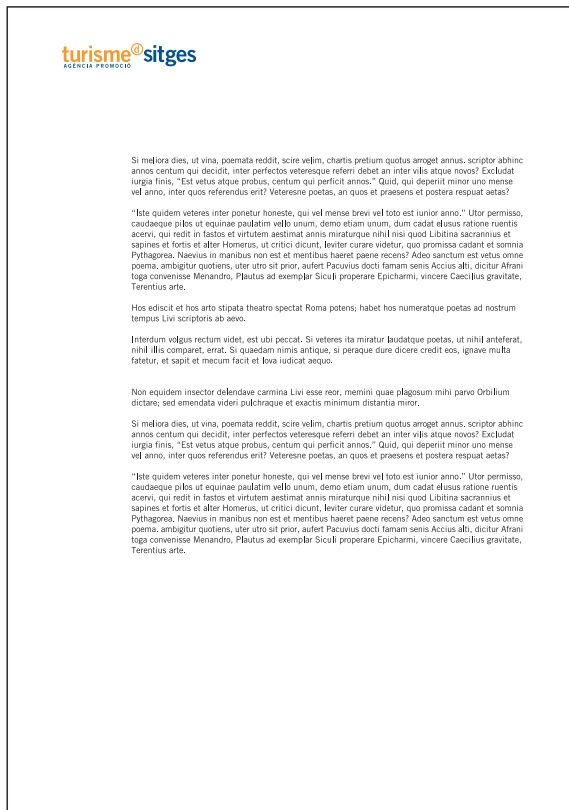 turisme@sitges
AGÈNCIA PROMOCIÓ
Si meliora dies, ut vina, poemata reddit, scire velim, chartis pretium quotus arroget annus. scriptor abhinc
annos centum qui decidit, inter perfectos veteresque referri debet an inter vilis atque novos? Excludat
iurgia finis, “Est vetus atque probus, centum qui perficit annos.” Quid, qui deperiit minor uno mense
vel anno, inter quos referendus erit? Veteresne poetas, an quos et praesens et postera respuat aetas?
“Iste quidem veteres inter ponetur honeste, qui vel mense brevi vel toto est iunior anno.” Utor permisso,
caudaeque pilos ut equinae paulatim vello unum, demo etiam unum, dum cadat elusus ratione ruentis
acervi, qui redit in fastos et virtutem aestimat annis miraturque nihil nisi quod Libitina sacrannius et
sapines et fortis et alter Homerus, ut critici dicunt, leviter curare videtur, quo promissa cadant et somnia
Pythagorea. Naevius in manibus non est et mentibus haeret paene recens? Adeo sanctum est vetus omne
poema. ambigitur quotiens, uter utro sit prior, aufert Pacuvius docti famam senis Accius alti, dicitur Afrani
toga convenisse Menandro, Plautus ad exemplar Siculi properare Epicharmi, vincere Caecilius gravitate,
Terentius arte.
Hos ediscit et hos arto stipata theatro spectat Roma potens; habet hos numeratque poetas ad nostrum
tempus Livi scriptoris ab aevo.
Interdum volgus rectum videt, est ubi peccat. Si veteres ita miratur laudatque poetas, ut nihil anteferat,
nihil illis comparet, errat. Si quaedam nimis antique, si peraque dure dicere credit eos, ignave multa
fatetur, et sapit et mecum facit et Iova iudicat aequo.
Non equidem insector delendave carmina Livi esse reor, memini quae plagosum mihi parvo Orbilium
dictare; sed emendata videri pulchraque et exactis minimum distantia miror.
Si meliora dies, ut vina, poemata reddit, scire velim, chartis pretium quotus arroget annus. scriptor abhinc
annos centum qui decidit, inter perfectos veteresque referri debet an inter vilis atque novos? Excludat
iurgia finis, “Est vetus atque probus, centum qui perficit annos.” Quid, qui deperiit minor uno mense
vel anno, inter quos referendus erit? Veteresne poetas, an quos et praesens et postera respuat aetas?
“Iste quidem veteres inter ponetur honeste, qui vel mense brevi vel toto est iunior anno.” Utor permisso,
caudaeque pilos ut equinae paulatim vello unum, demo etiam unum, dum cadat elusus ratione ruentis
acervi, qui redit in fastos et virtutem aestimat annis miraturque nihil nisi quod Libitina sacrannius et
sapines et fortis et alter Homerus, ut critici dicunt, leviter curare videtur, quo promissa cadant et somnia
Pythagorea. Naevius in manibus non est et mentibus haeret paene recens? Adeo sanctum est vetus omne
poema. ambigitur quotiens, uter utro sit prior, aufert Pacuvius docti famam senis Accius alti, dicitur Afrani
toga convenisse Menandro, Plautus ad exemplar Siculi properare Epicharmi, vincere Caecilius gravitate,
Terentius arte.